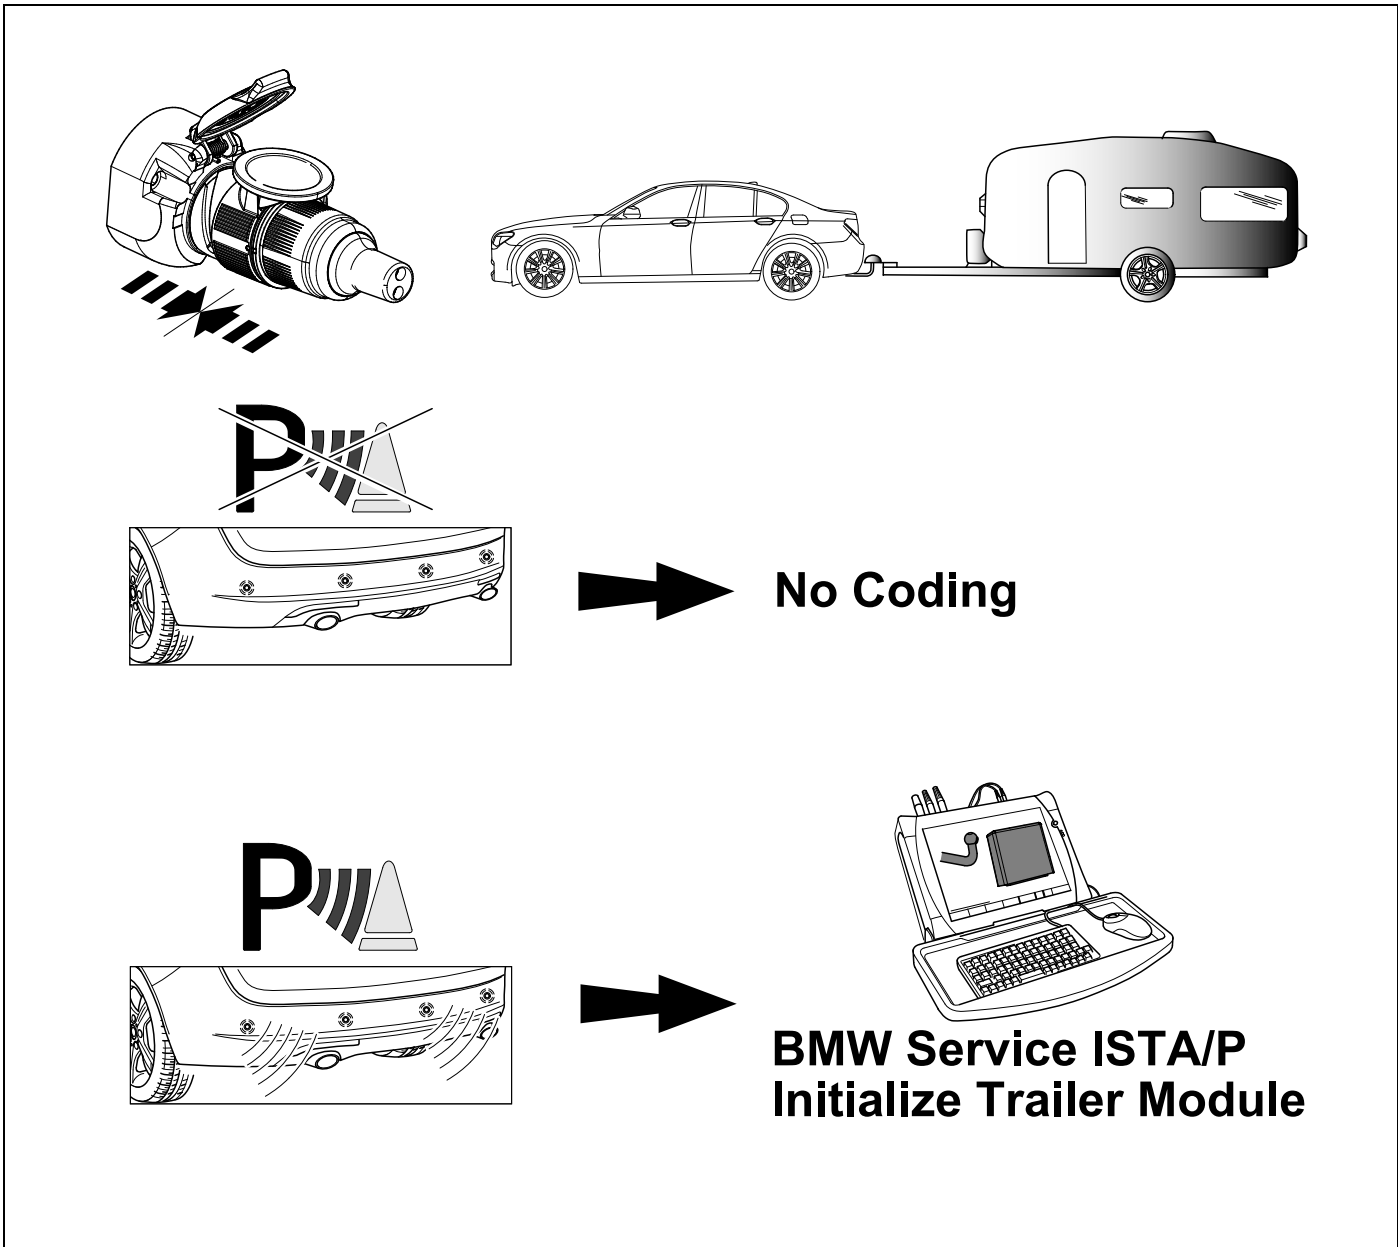 P
No Coding
P
BMW Service ISTA/P
Initialize Trailer Module